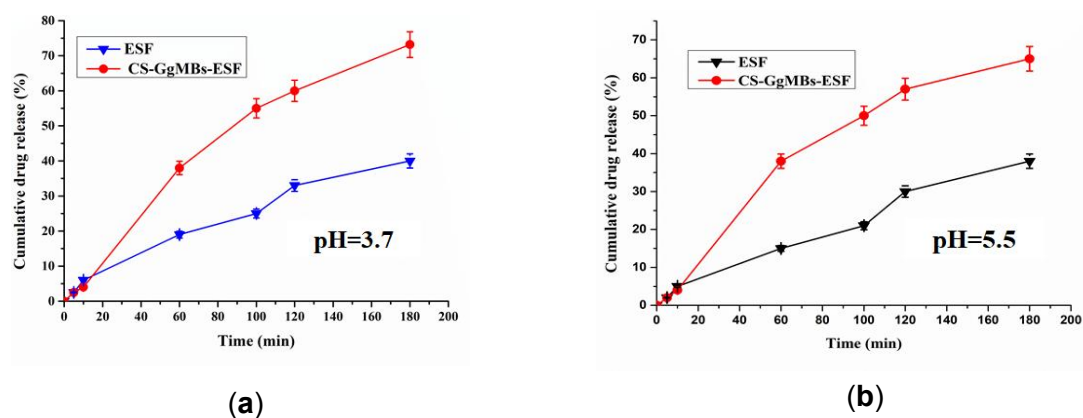 80
70
60
50
40
30
20
10
0
Cumulative drug release (%)
ESF
CS-GgMBs-ESF
pH=3.7
0 20 40 60 80 100 120 140 160 180 200
Time (min)
(a)
70
60
50
40
30
20
10
0
Cumulative drug release (%)
ESF
CS-GgMBs-ESF
pH=5.5
0 20 40 60 80 100 120 140 160 180 200
Time (min)
(b)